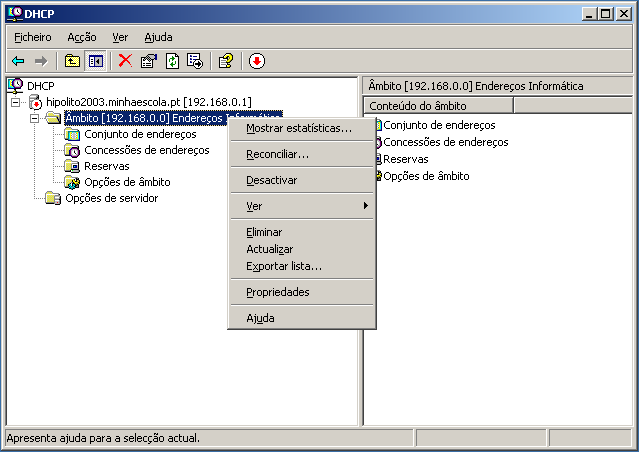 DHCP
Ficheiro Acção Ver Ajuda
DHCP
hipolito2003.minhaescola.pt [192.168.0.1]
Âmbito [192.168.0.0] Endereços Informática
Conjunto de endereços
Concessões de endereços
Reservas
Opções de âmbito
Opções de servidor
Mostrar estatísticas...
Reconciliar...
Desactivar
Ver
Eliminar
Actualizar
Exportar lista...
Propriedades
Ajuda
Âmbito [192.168.0.0] Endereços Informática
Conteúdo do âmbito
Conjunto de endereços
Concessões de endereços
Reservas
Opções de âmbito
Apresenta ajuda para a selecção actual.